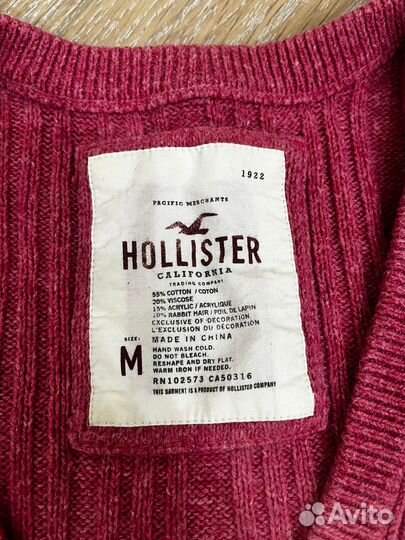 1922
PACIFIC MERCHANTS
HOLLISTER
CALIFORNIA
TRADING COMPANY
55% COTTON / COTON
20% VISCOSE
15% ACRYLIC / ACRYLIQUE
10% RABBIT HAIR / POIL DE LAPIN
EXCLUSIVE OF DECORATION
EXCLUSION DU DÉCORATION
SIZE: M
MADE IN CHINA
HAND WASH COLD.
DO NOT BLEACH.
RESHAPE AND DRY FLAT.
WARM IRON IF NEEDED.
RN102573 CA50316
THIS GARMENT IS A PRODUCT OF HOLLISTER COMPANY
Avito